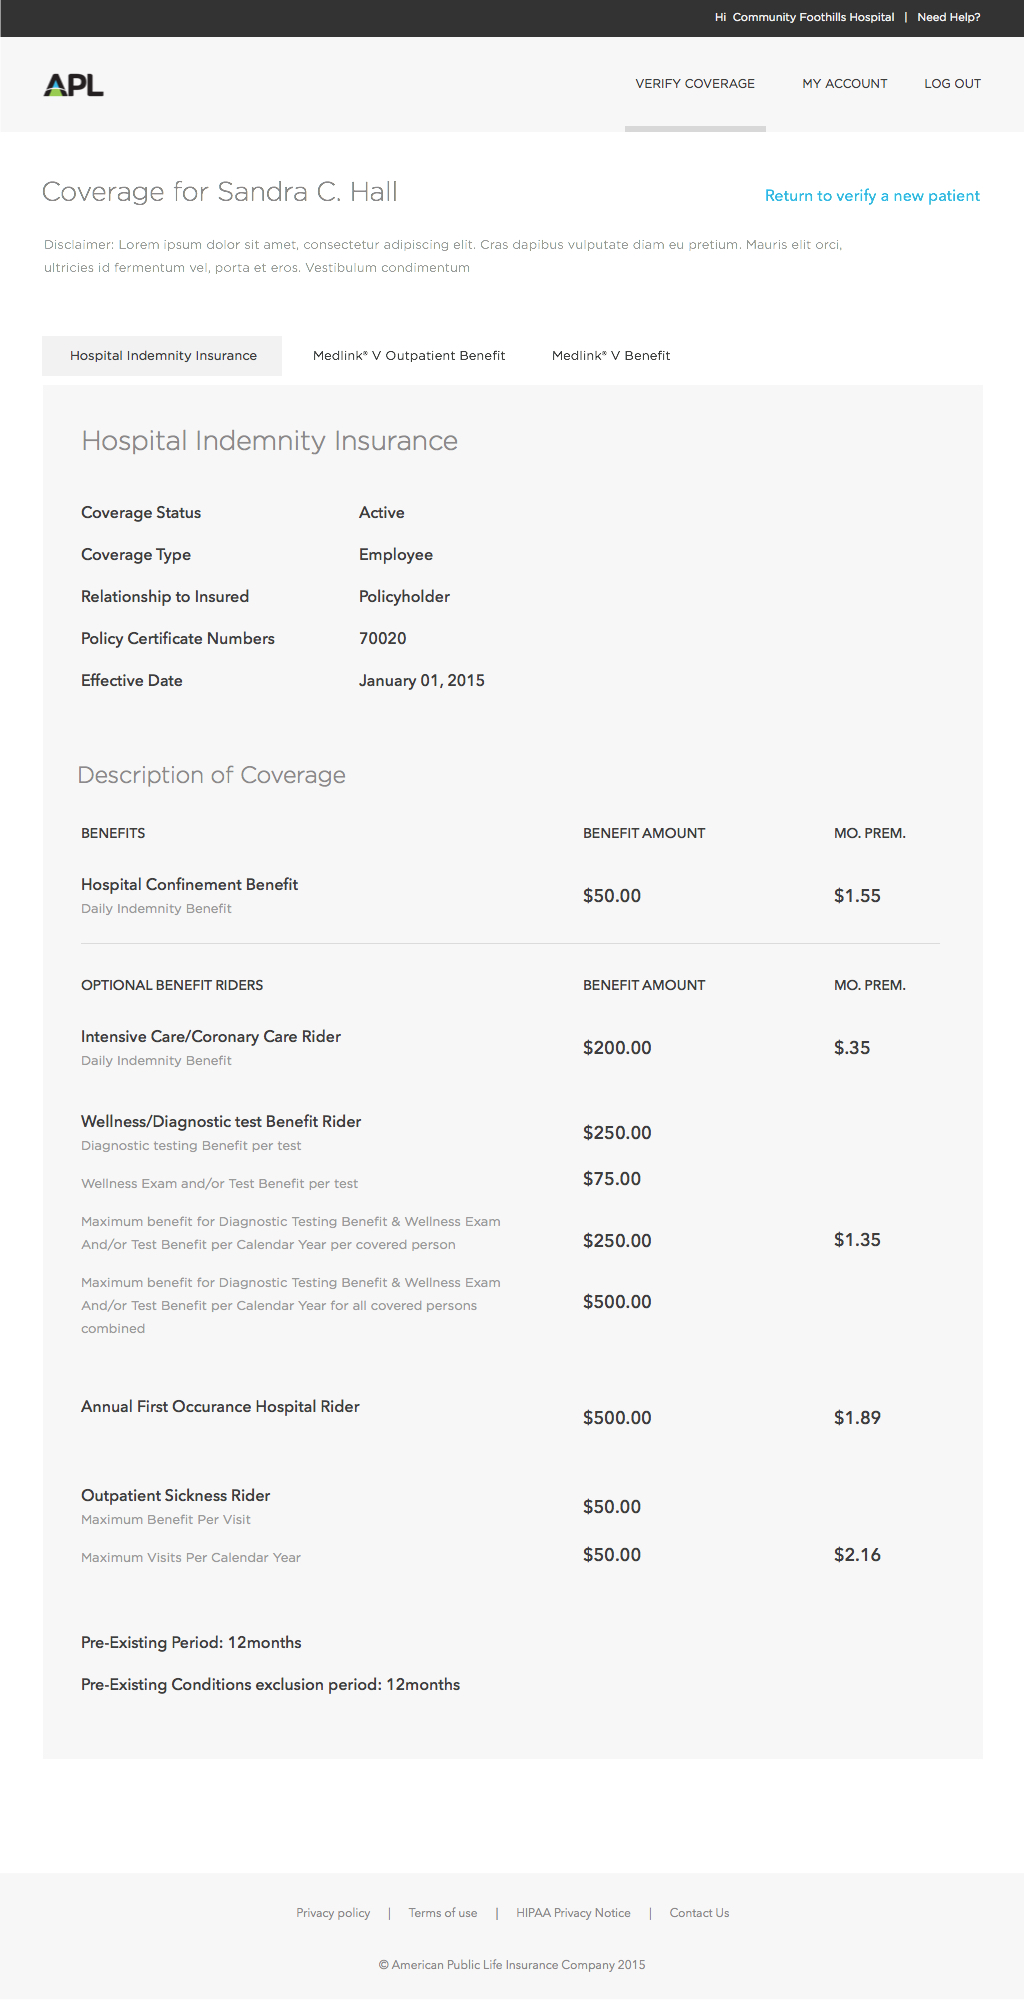 Hi Community Foothills Hospital | Need Help?
APL
VERIFY COVERAGE MY ACCOUNT LOG OUT
Coverage for Sandra C. Hall
Return to verify a new patient
Disclaimer: Lorem ipsum dolor sit amet, consectetur adipiscing elit. Cras dapibus vulputate diam eu pretium. Mauris elit orci,
ultricies id fermentum vel, porta et eros. Vestibulum condimentum
Hospital Indemnity Insurance Medlink® V Outpatient Benefit Medlink® V Benefit
Hospital Indemnity Insurance
Coverage Status Active
Coverage Type Employee
Relationship to Insured Policyholder
Policy Certificate Numbers 70020
Effective Date January 01, 2015
Description of Coverage
BENEFITS BENEFIT AMOUNT MO. PREM.
Hospital Confinement Benefit
Daily Indemnity Benefit
$50.00 $1.55
OPTIONAL BENEFIT RIDERS BENEFIT AMOUNT MO. PREM.
Intensive Care/Coronary Care Rider
Daily Indemnity Benefit
$200.00 $.35
Wellness/Diagnostic test Benefit Rider
Diagnostic testing Benefit per test
$250.00
Wellness Exam and/or Test Benefit per test $75.00
Maximum benefit for Diagnostic Testing Benefit & Wellness Exam
And/or Test Benefit per Calendar Year per covered person
$250.00 $1.35
Maximum benefit for Diagnostic Testing Benefit & Wellness Exam
And/or Test Benefit per Calendar Year for all covered persons
combined
$500.00
Annual First Occurance Hospital Rider
$500.00 $1.89
Outpatient Sickness Rider
Maximum Benefit Per Visit
$50.00
Maximum Visits Per Calendar Year $50.00 $2.16
Pre-Existing Period: 12months
Pre-Existing Conditions exclusion period: 12months
Privacy policy | Terms of use | HIPAA Privacy Notice | Contact Us
© American Public Life Insurance Company 2015